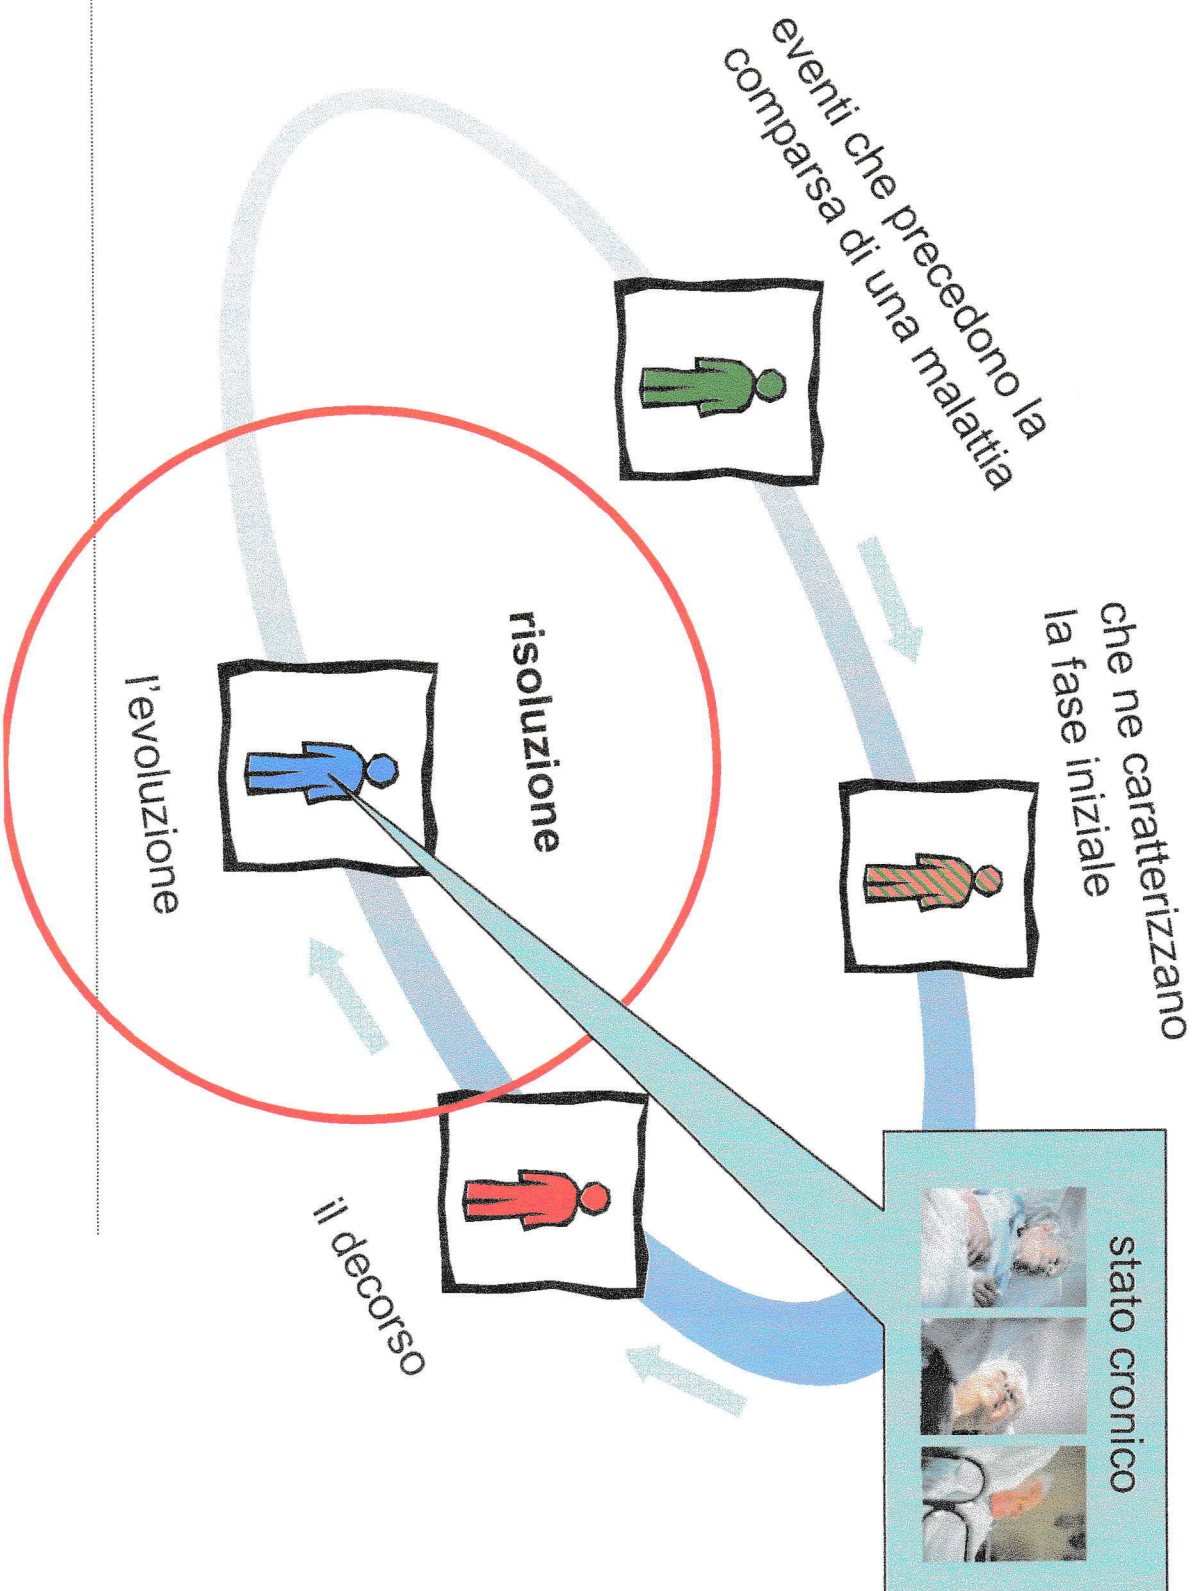 eventi che precedono la
comparsa di una malattia
che ne caratterizzano
la fase iniziale
stato cronico
risoluzione
l'evoluzione
il decorso